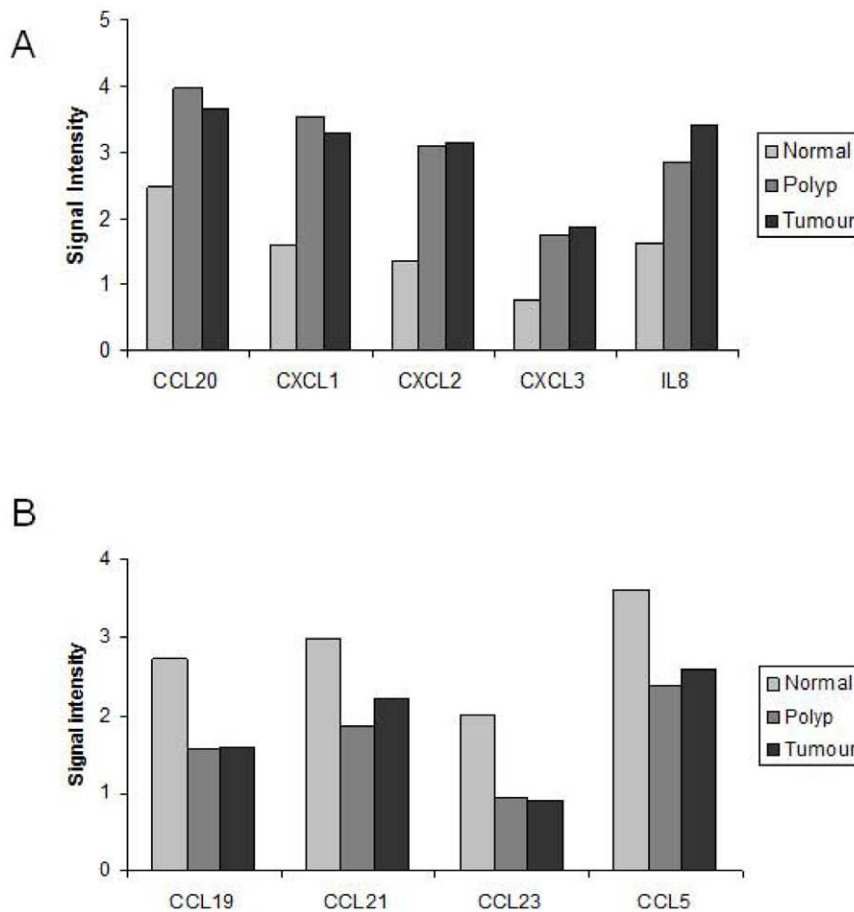 A
Signal Intensity
5
4
3
2
1
0
CCL20 CXCL1 CXCL2 CXCL3 IL8
Normal
Polyp
Tumour
B
Signal Intensity
4
3
2
1
0
CCL19 CCL21 CCL23 CCL5
Normal
Polyp
Tumour